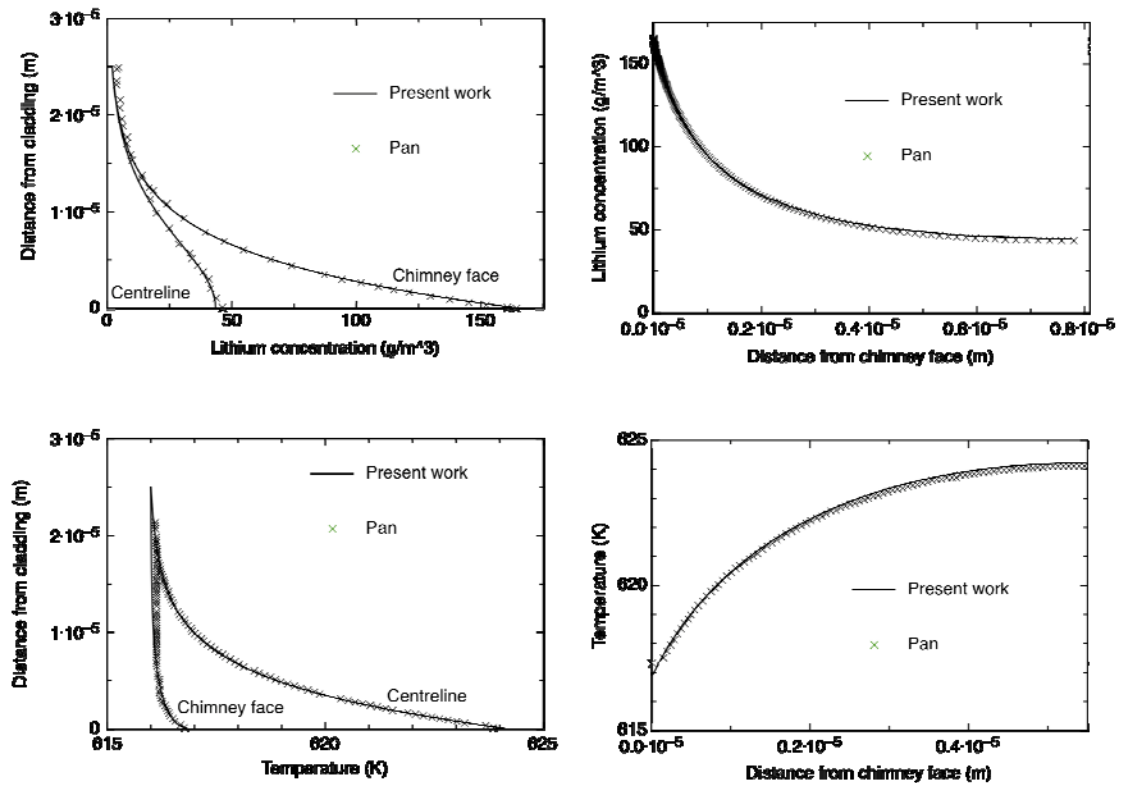 3·10⁻⁵
2·10⁻⁵
1·10⁻⁵
0
Distance from cladding (m)
Present work
Pan
Chimney face
Centreline
0 50 100 150
Lithium concentration (g/m^3)
150
100
50
0
Lithium concentration (g/m^3)
Present work
Pan
0.0·10⁻⁵ 0.2·10⁻⁵ 0.4·10⁻⁵ 0.6·10⁻⁵ 0.8·10⁻⁵
Distance from chimney face (m)
3·10⁻⁵
2·10⁻⁵
1·10⁻⁵
0
Distance from cladding (m)
Present work
Pan
Centreline
Chimney face
615 620 625
Temperature (K)
625
620
615
Temperature (K)
Present work
Pan
0.0·10⁻⁵ 0.2·10⁻⁵ 0.4·10⁻⁵
Distance from chimney face (m)